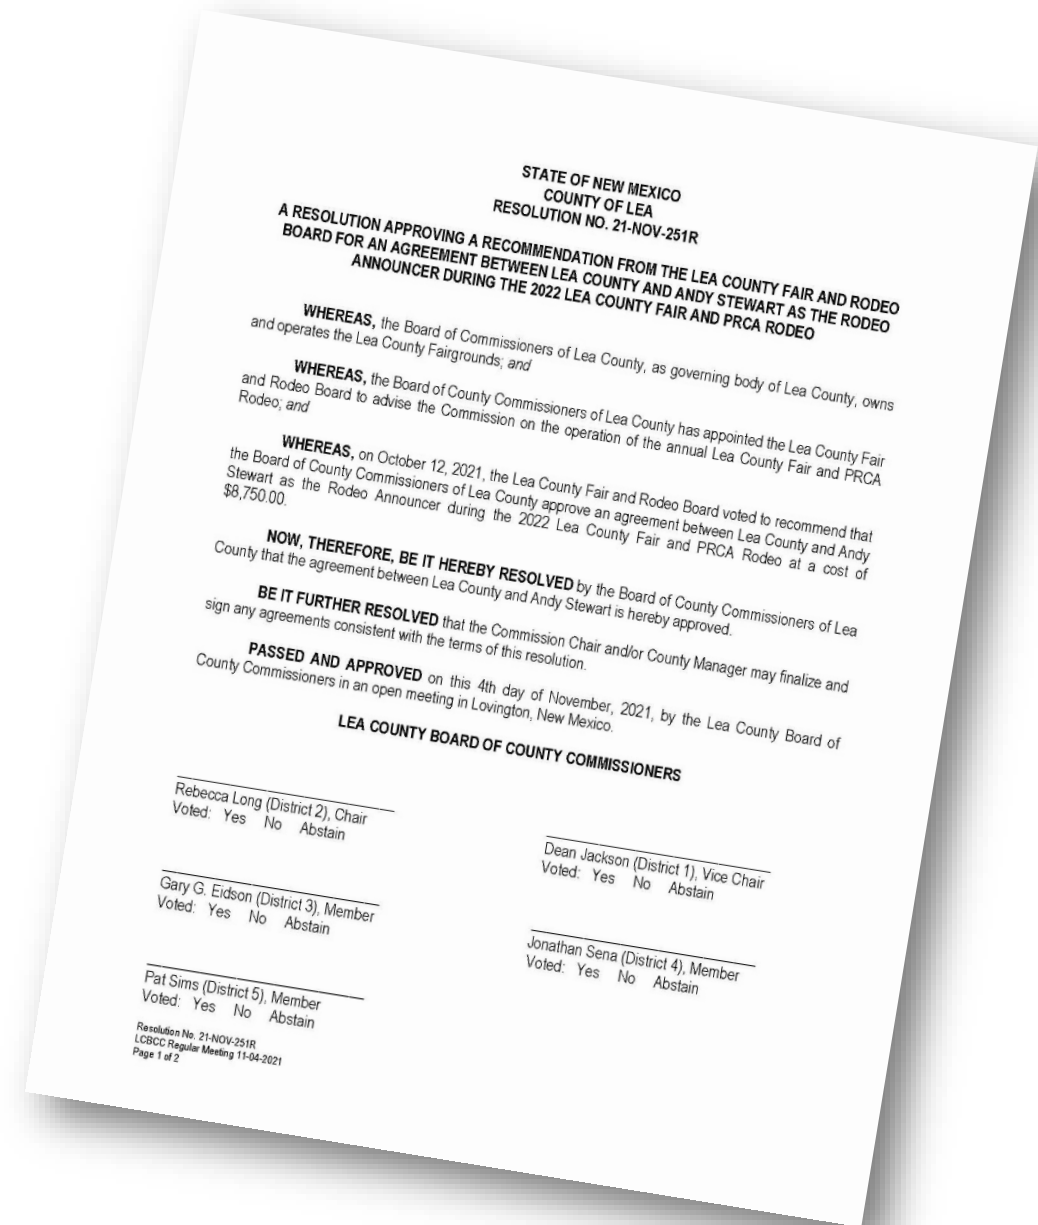 STATE OF NEW MEXICO
COUNTY OF LEA
RESOLUTION NO. 21-NOV-251R
A RESOLUTION APPROVING A RECOMMENDATION FROM THE LEA COUNTY FAIR AND RODEO
BOARD FOR AN AGREEMENT BETWEEN LEA COUNTY AND ANDY STEWART AS THE RODEO
ANNOUNCER DURING THE 2022 LEA COUNTY FAIR AND PRCA RODEO
WHEREAS, the Board of Commissioners of Lea County, as governing body of Lea County, owns
and operates the Lea County Fairgrounds; and
WHEREAS, the Board of County Commissioners of Lea County has appointed the Lea County Fair
and Rodeo Board to advise the Commission on the operation of the annual Lea County Fair and PRCA
Rodeo; and
WHEREAS, on October 12, 2021, the Lea County Fair and Rodeo Board voted to recommend that
the Board of County Commissioners of Lea County approve an agreement between Lea County and Andy
Stewart as the Rodeo Announcer during the 2022 Lea County Fair and PRCA Rodeo at a cost of
$8,750.00.
NOW, THEREFORE, BE IT HEREBY RESOLVED by the Board of County Commissioners of Lea
County that the agreement between Lea County and Andy Stewart is hereby approved.
BE IT FURTHER RESOLVED that the Commission Chair and/or County Manager may finalize and
sign any agreements consistent with the terms of this resolution.
PASSED AND APPROVED on this 4th day of November, 2021, by the Lea County Board of
County Commissioners in an open meeting in Lovington, New Mexico.
LEA COUNTY BOARD OF COUNTY COMMISSIONERS
Rebecca Long (District 2), Chair
Voted: Yes No Abstain
Dean Jackson (District 1), Vice Chair
Voted: Yes No Abstain
Gary G. Eidson (District 3), Member
Voted: Yes No Abstain
Jonathan Sena (District 4), Member
Voted: Yes No Abstain
Pat Sims (District 5), Member
Voted: Yes No Abstain
Resolution No. 21-NOV-251R
LCBCC Regular Meeting 11-04-2021
Page 1 of 2